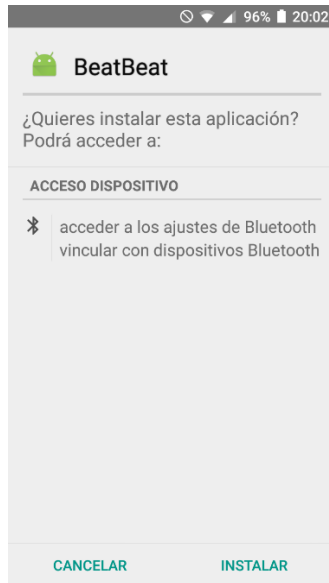 96% 20:02
BeatBeat
¿Quieres instalar esta aplicación?
Podrá acceder a:
ACCESO DISPOSITIVO
acceder a los ajustes de Bluetooth
vincular con dispositivos Bluetooth
CANCELAR INSTALAR